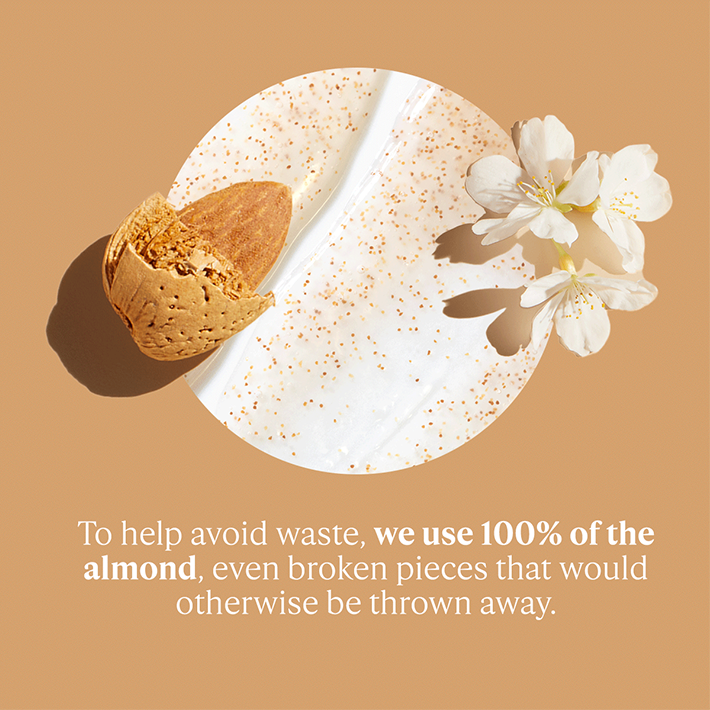 To help avoid waste, we use 100% of the
almond, even broken pieces that would
otherwise be thrown away.